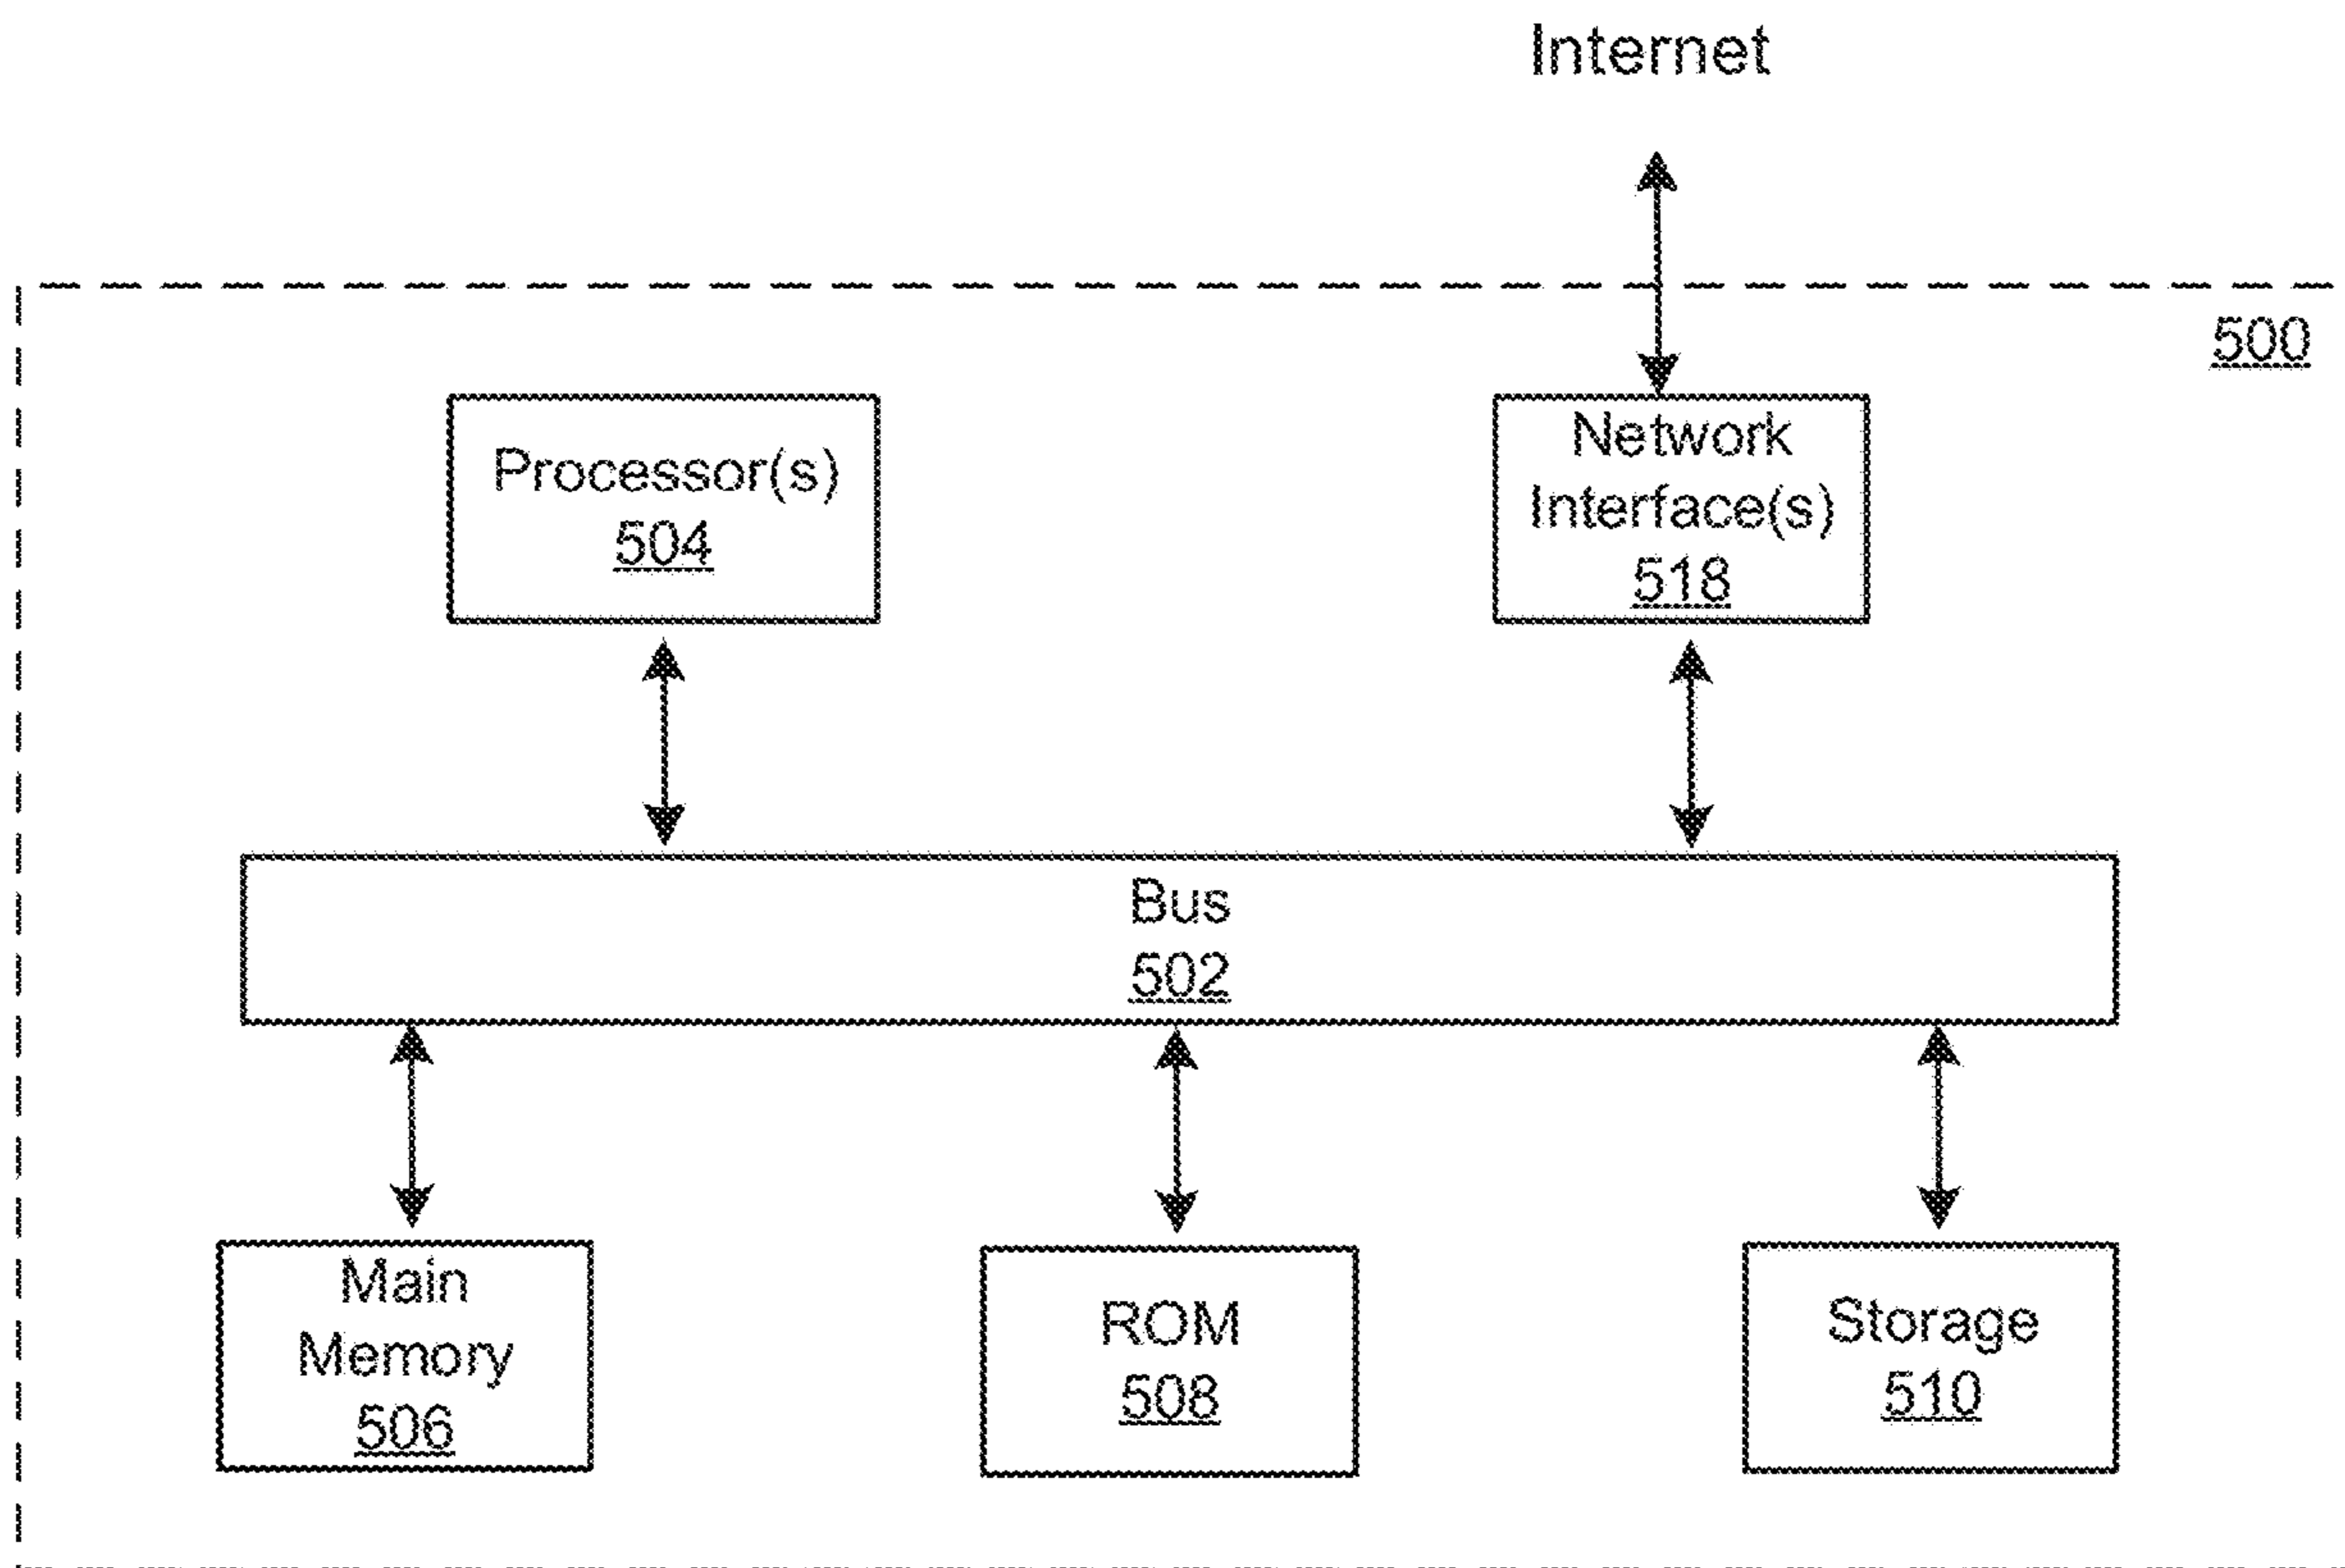 Internet
500
Processor(s)
504
Network
Interface(s)
518
Bus
502
Main
Memory
506
ROM
508
Storage
510